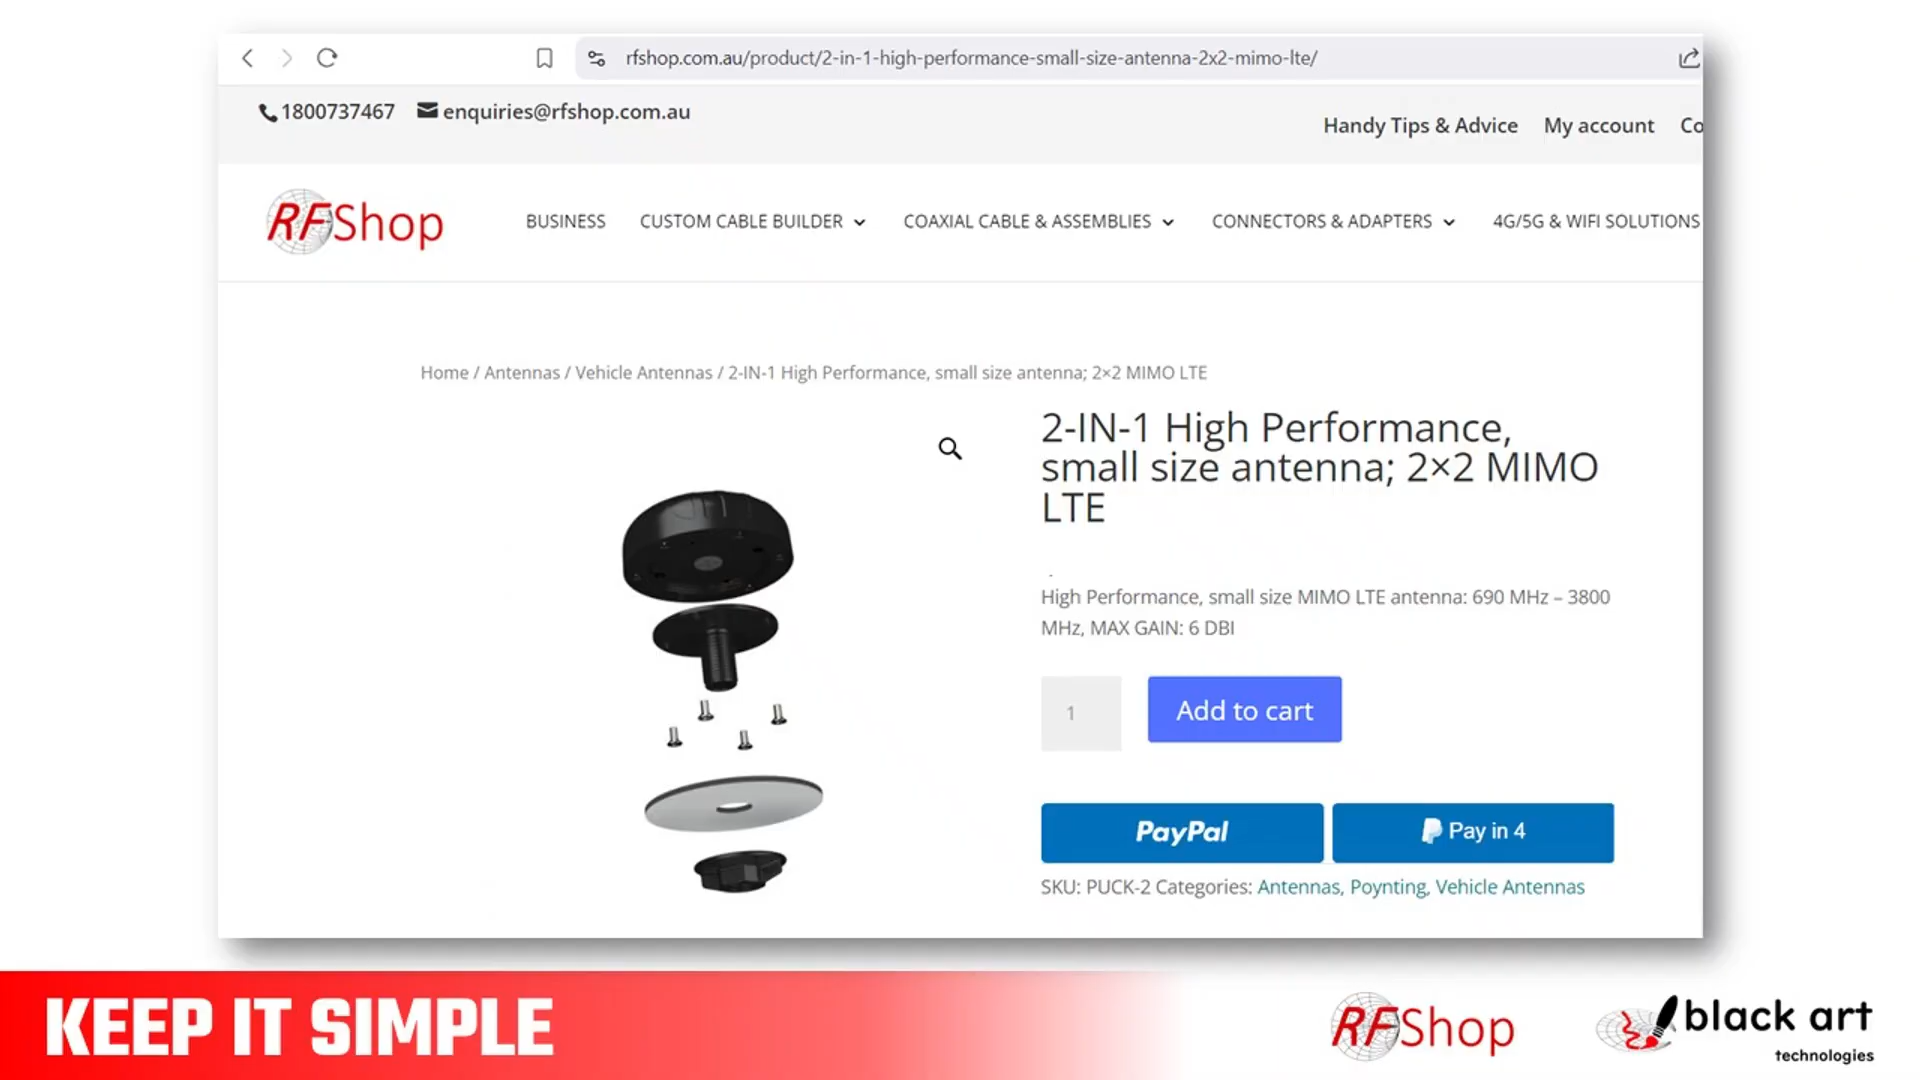 rfshop.com.au/product/2-in-1-high-performance-small-size-antenna-2x2-mimo-lte/
1800737467 enquiries@rfshop.com.au
Handy Tips & Advice My account Co
RFShop
BUSINESS CUSTOM CABLE BUILDER COAXIAL CABLE & ASSEMBLIES CONNECTORS & ADAPTERS 4G/5G & WIFI SOLUTIONS
Home / Antennas / Vehicle Antennas / 2-IN-1 High Performance, small size antenna; 2×2 MIMO LTE
2-IN-1 High Performance,
small size antenna; 2×2 MIMO
LTE
.
High Performance, small size MIMO LTE antenna: 690 MHz – 3800
MHz, MAX GAIN: 6 DBI
1
Add to cart
PayPal
Pay in 4
SKU: PUCK-2 Categories: Antennas, Poynting, Vehicle Antennas
KEEP IT SIMPLE
RFShop
black art
technologies